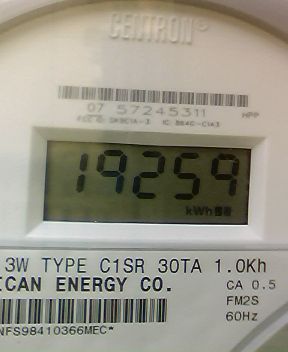 CENTRON®
07 57245311 HPP
19259
kWh
3W TYPE C1SR 30TA 1.0Kh
ICAN ENERGY CO. CA 0.5
FM2S
NFS98410366MEC* 60Hz